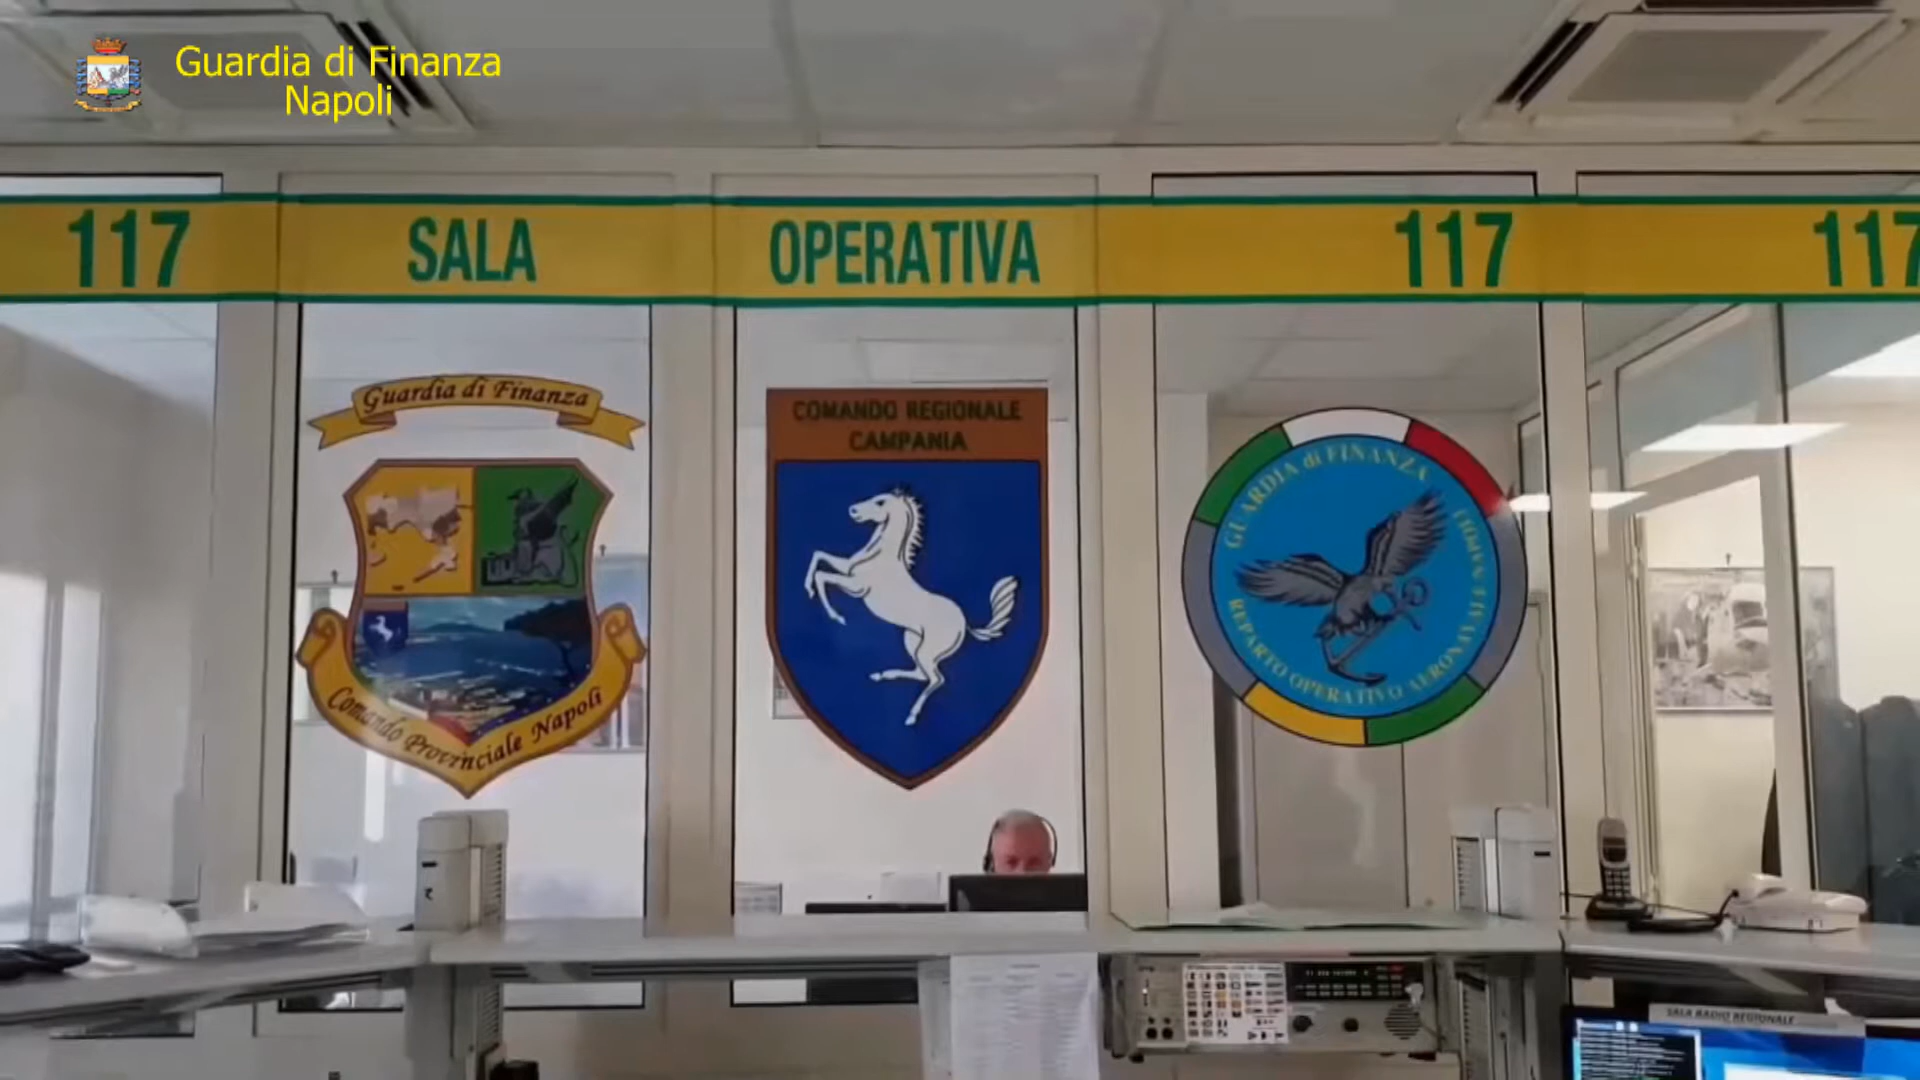 Guardia di Finanza
Napoli
117 SALA OPERATIVA 117 117
Guardia di Finanza
Comando Provinciale Napoli
COMANDO REGIONALE
CAMPANIA
GUARDIA di FINANZA
REPARTO OPERATIVO AERONAVALE NAPOLI
SALA RADIO REGIONALE